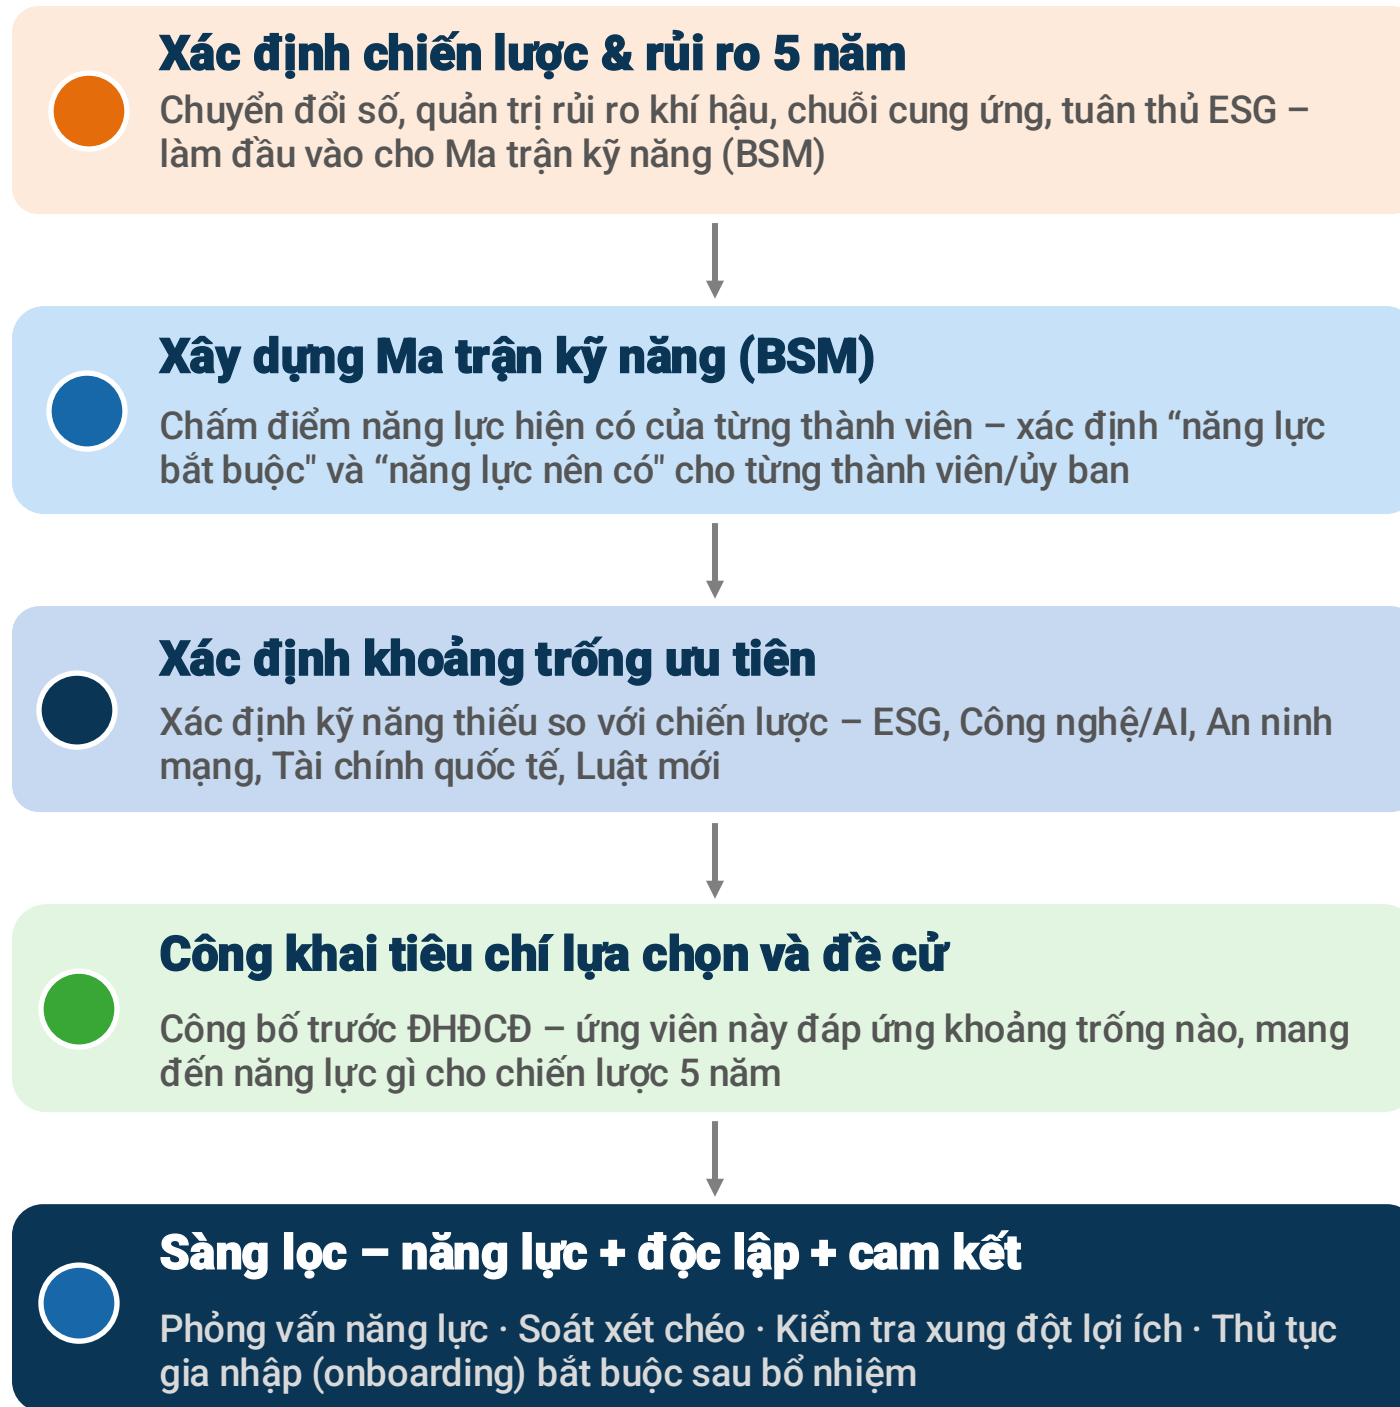 Xác định chiến lược & rủi ro 5 năm
Chuyển đổi số, quản trị rủi ro khí hậu, chuỗi cung ứng, tuân thủ ESG –
làm đầu vào cho Ma trận kỹ năng (BSM)
Xây dựng Ma trận kỹ năng (BSM)
Chấm điểm năng lực hiện có của từng thành viên – xác định “năng lực
bắt buộc" và “năng lực nên có" cho từng thành viên/ủy ban
Xác định khoảng trống ưu tiên
Xác định kỹ năng thiếu so với chiến lược – ESG, Công nghệ/AI, An ninh
mạng, Tài chính quốc tế, Luật mới
Công khai tiêu chí lựa chọn và đề cử
Công bố trước ĐHĐCĐ – ứng viên này đáp ứng khoảng trống nào, mang
đến năng lực gì cho chiến lược 5 năm
Sàng lọc – năng lực + độc lập + cam kết
Phỏng vấn năng lực · Soát xét chéo · Kiểm tra xung đột lợi ích · Thủ tục
gia nhập (onboarding) bắt buộc sau bổ nhiệm